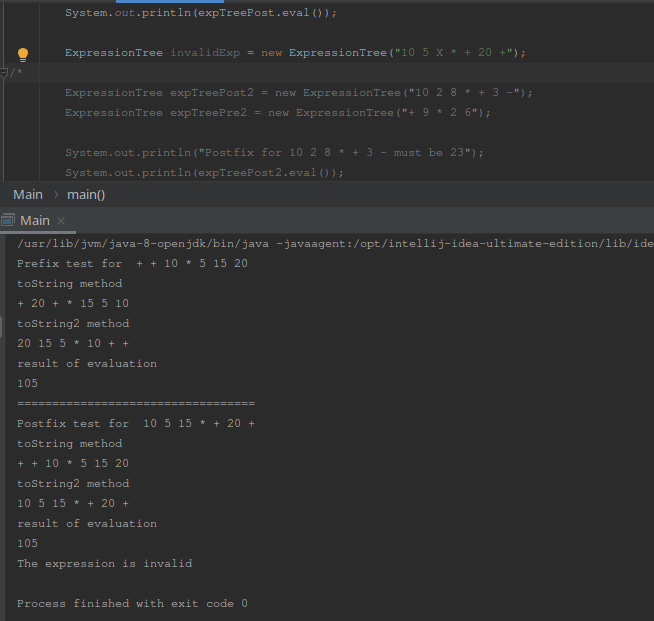 System.out.println(expTreePost.eval());
ExpressionTree invalidExp = new ExpressionTree("10 5 X * + 20 +");
/*
ExpressionTree expTreePost2 = new ExpressionTree("10 2 8 * + 3 -");
ExpressionTree expTreePre2 = new ExpressionTree("+ 9 * 2 6");
System.out.println("Postfix for 10 2 8 * + 3 - must be 23");
System.out.println(expTreePost2.eval());
Main › main()
Main ×
/usr/lib/jvm/java-8-openjdk/bin/java -javaagent:/opt/intellij-idea-ultimate-edition/lib/ide
Prefix test for  + + 10 * 5 15 20
toString method
+ 20 + * 15 5 10
toString2 method
20 15 5 * 10 + +
result of evaluation
105
==================================
Postfix test for  10 5 15 * + 20 +
toString method
+ + 10 * 5 15 20
toString2 method
10 5 15 * + 20 +
result of evaluation
105
The expression is invalid
Process finished with exit code 0